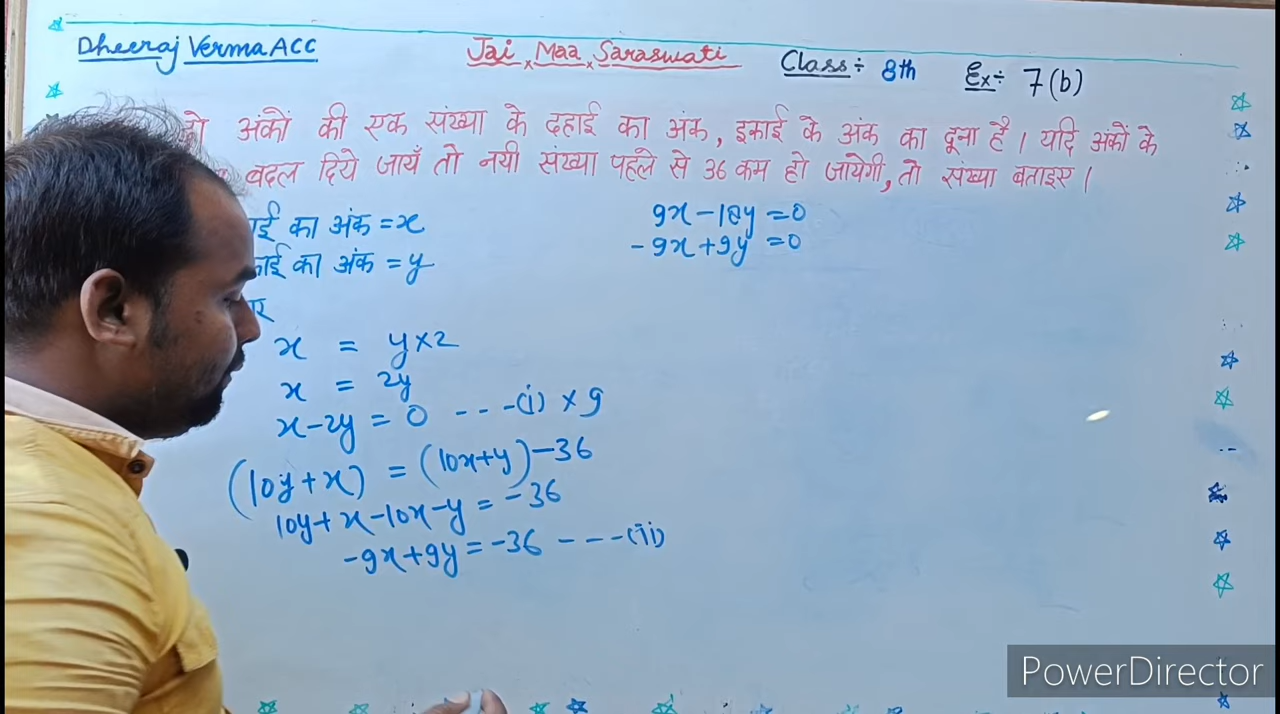 Dheeraj Verma ACC Jai x Maa x Saraswati Class÷ 8th Ex÷ 7(b)
अंकों की एक संख्या के दहाई का अंक, इकाई के अंक का दूना है। यदि अंकों के
बदल दिये जायँ तो नयी संख्या पहले से 36 कम हो जायेगी, तो संख्या बताइए।
का अंक = x
का अंक = y
x = y×2
x = 2y
x-2y = 0 ---(i) × 9
(10y+x) = (10x+y)-36
10y+x-10x-y = -36
-9x+9y = -36 ---(ii)
9x-18y = 0
-9x+9y = 0
PowerDirector